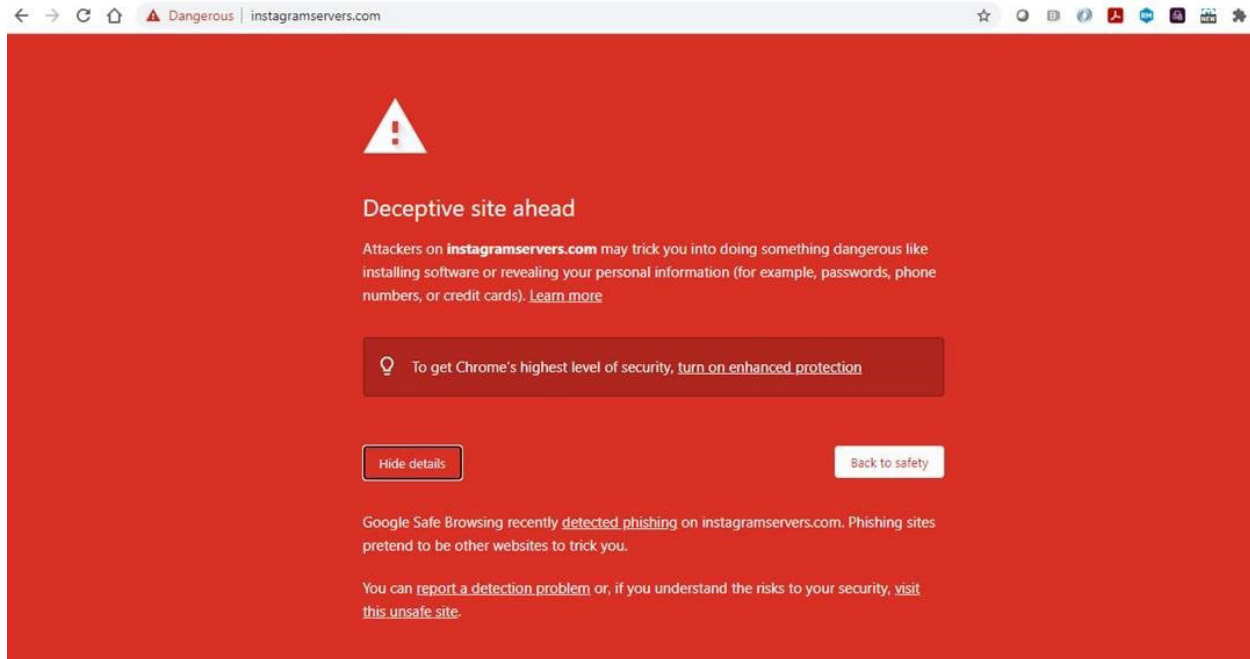 Dangerous instagramservers.com
Deceptive site ahead
Attackers on instagramservers.com may trick you into doing something dangerous like
installing software or revealing your personal information (for example, passwords, phone
numbers, or credit cards). Learn more
To get Chrome's highest level of security, turn on enhanced protection
Hide details Back to safety
Google Safe Browsing recently detected phishing on instagramservers.com. Phishing sites
pretend to be other websites to trick you.
You can report a detection problem or, if you understand the risks to your security, visit
this unsafe site.